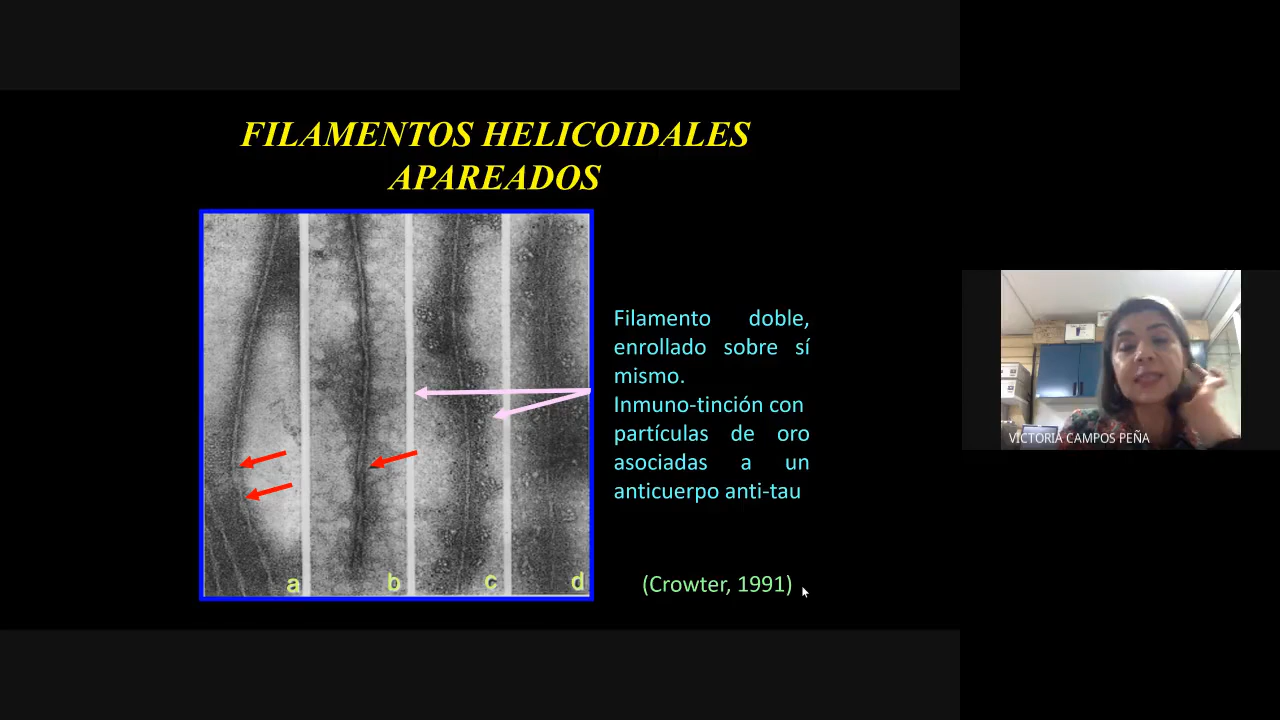 FILAMENTOS HELICOIDALES
APAREADOS
Filamento doble,
enrollado sobre sí
mismo.
Inmuno-tinción con
partículas de oro
asociadas a un
anticuerpo anti-tau
a b c d
(Crowter, 1991)
VICTORIA CAMPOS PEÑA